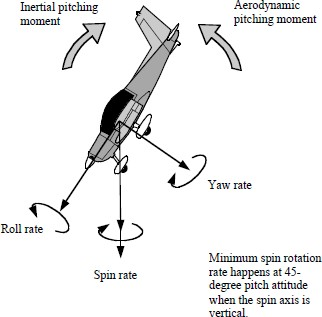 Inertial pitching
moment
Aerodynamic
pitching moment
Yaw rate
Roll rate
Spin rate
Minimum spin rotation
rate happens at 45-
degree pitch attitude
when the spin axis is
vertical.